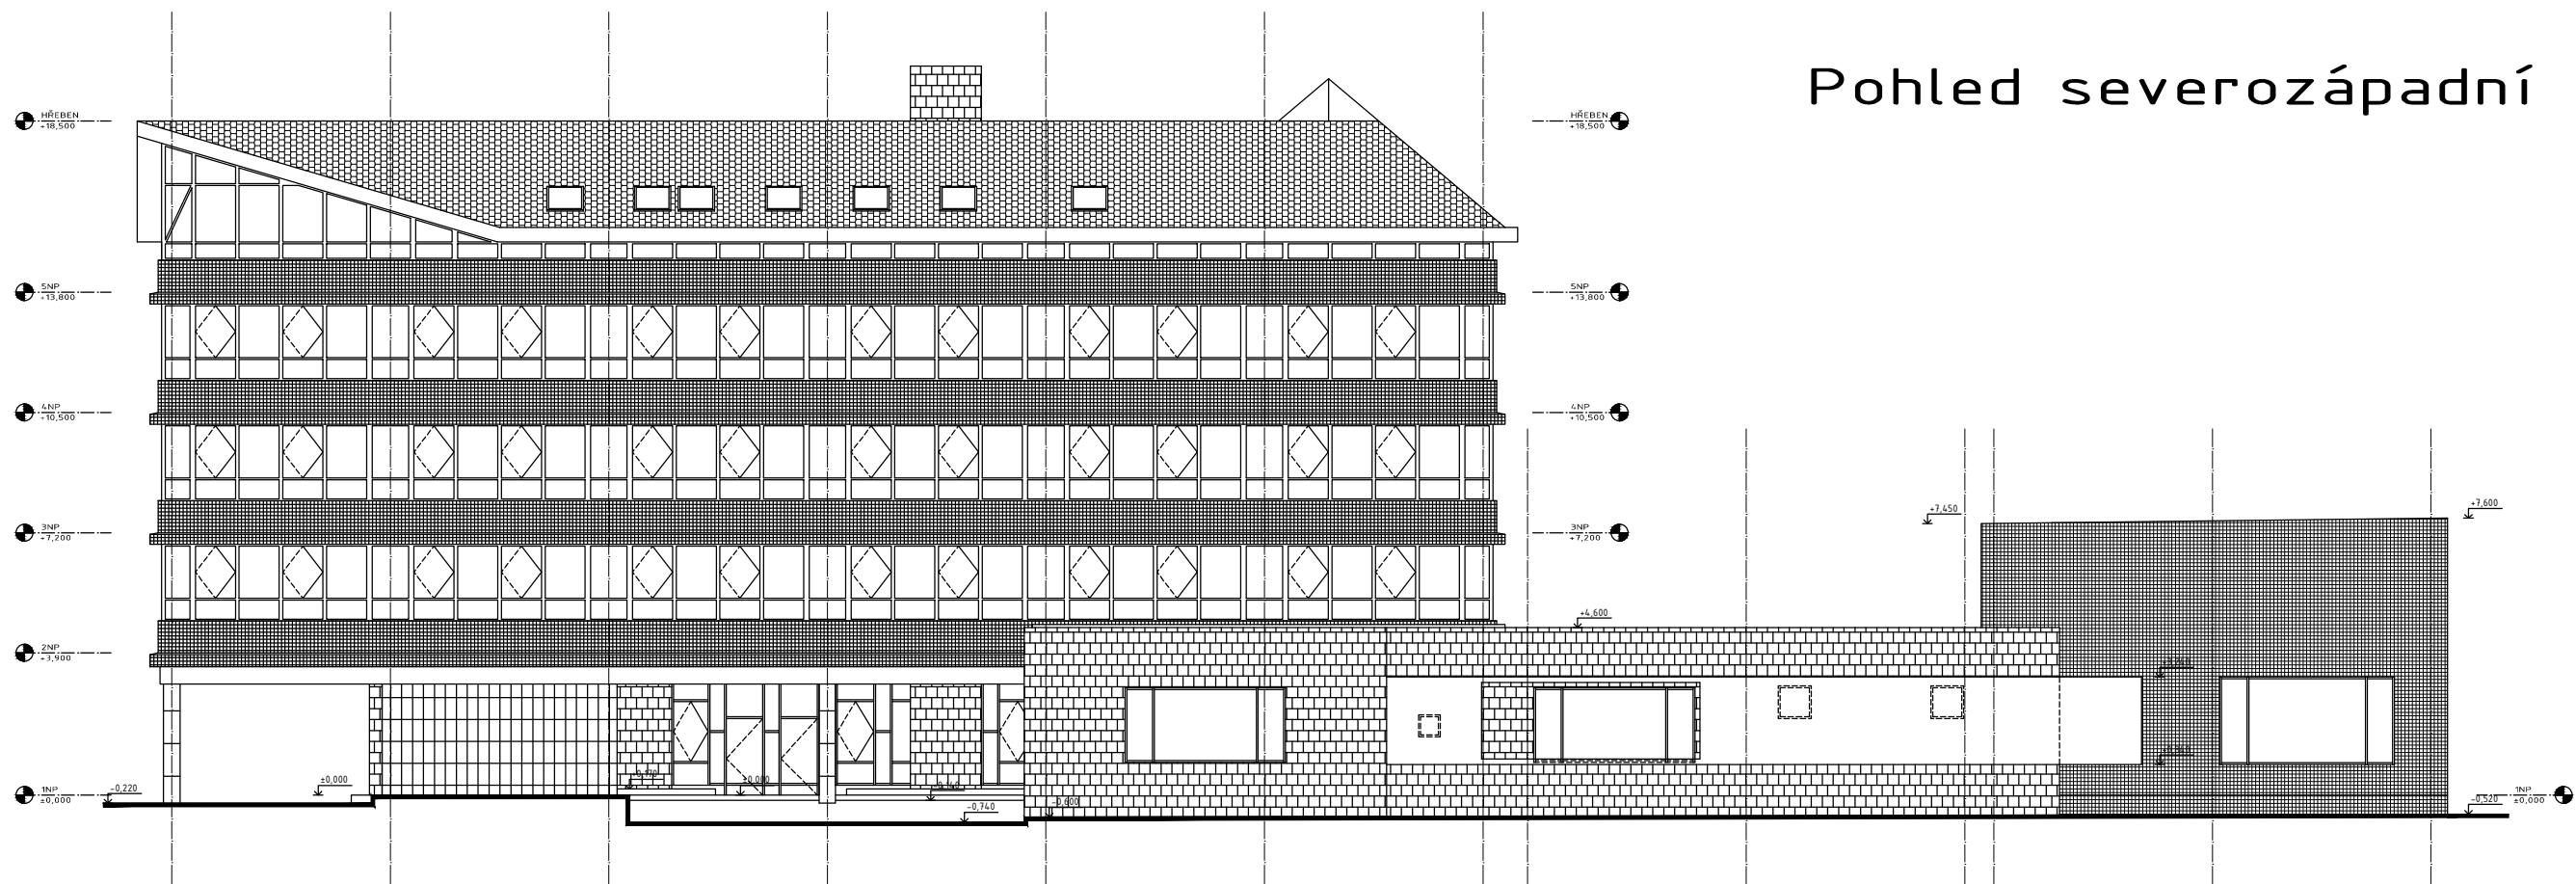 Pohled severozápadní
HŘEBEN
+18,500
HŘEBEN
+18,500
5NP
+13,800
5NP
+13,800
4NP
+10,500
4NP
+10,500
3NP
+7,200
3NP
+7,200
+7,450
+7,600
+4,600
2NP
+3,900
1NP
±0,000
-0,220
±0,000
±0,000
-0,740
-0,600
-0,520
1NP
±0,000